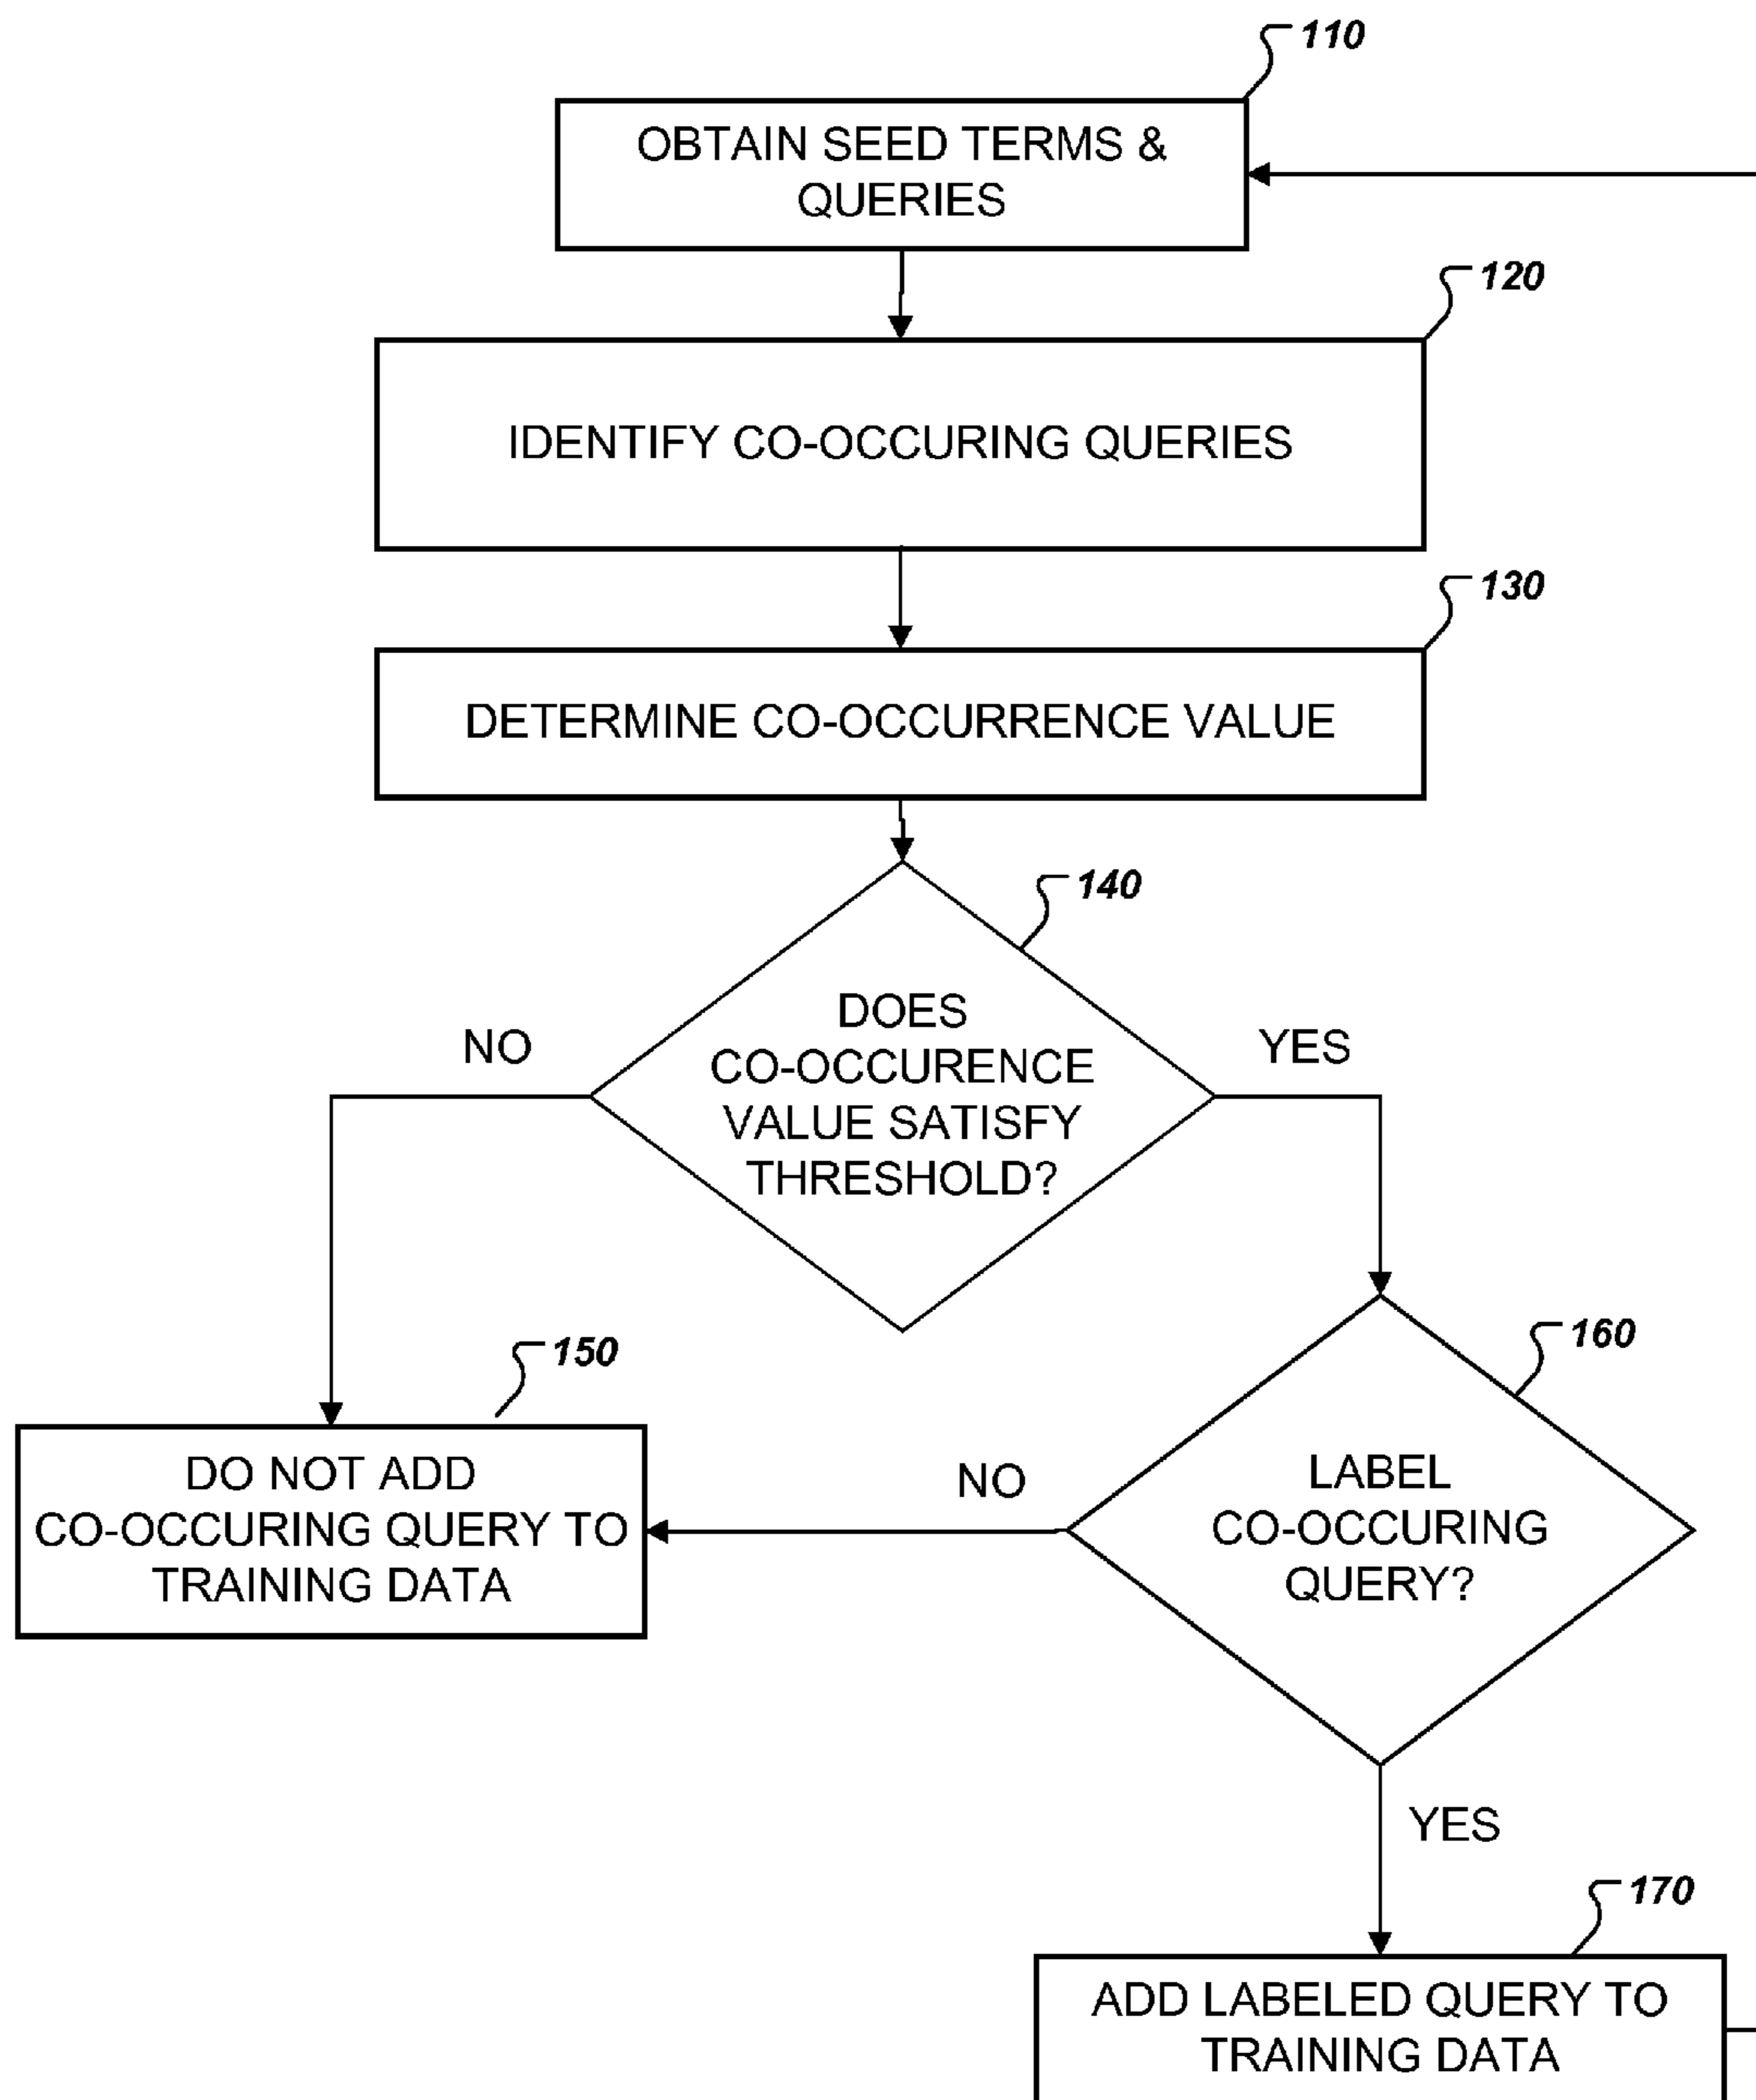 110
OBTAIN SEED TERMS &
QUERIES
120
IDENTIFY CO-OCCURING QUERIES
130
DETERMINE CO-OCCURRENCE VALUE
140
DOES
CO-OCCURENCE
VALUE SATISFY
THRESHOLD?
NO
YES
150
DO NOT ADD
CO-OCCURING QUERY TO
TRAINING DATA
160
LABEL
CO-OCCURING
QUERY?
NO
YES
170
ADD LABELED QUERY TO
TRAINING DATA